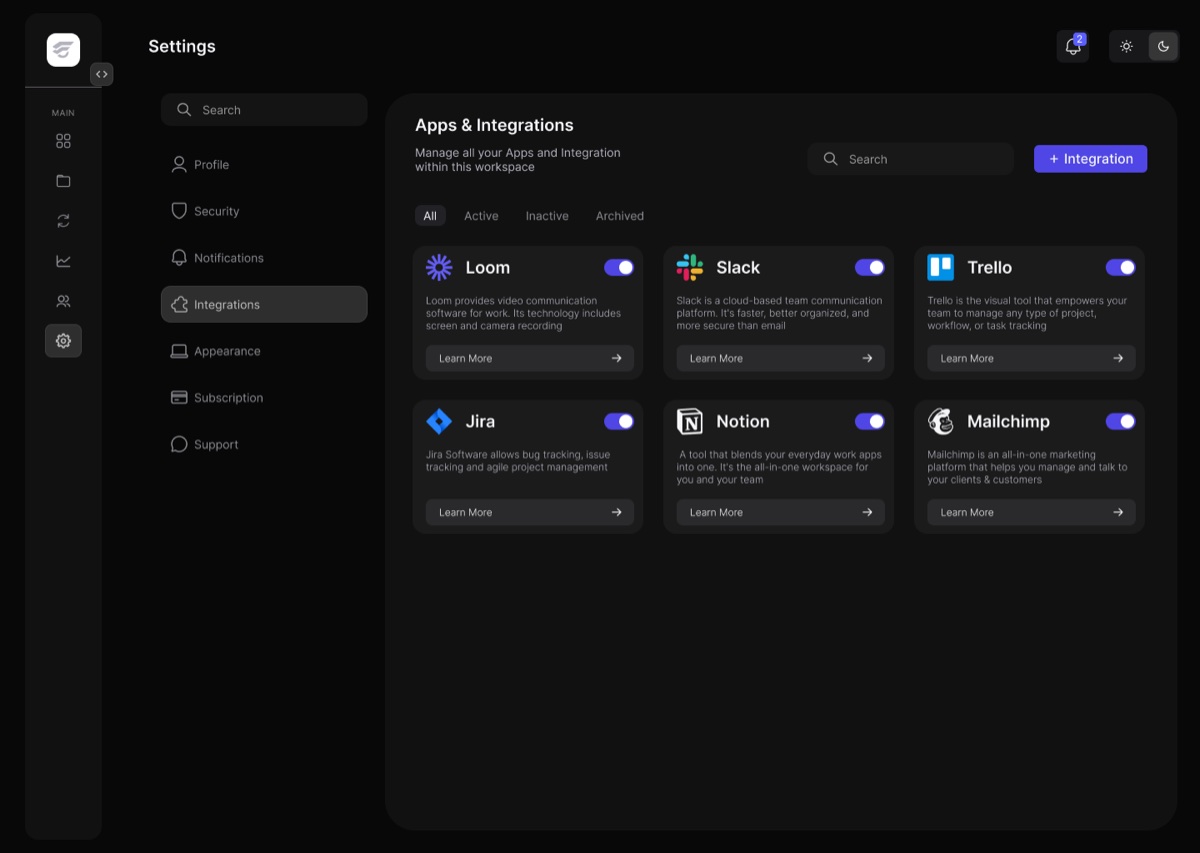 Settings
2
MAIN
Search
Profile
Security
Notifications
Integrations
Appearance
Subscription
Support
Apps & Integrations
Manage all your Apps and Integration
within this workspace
Search
+ Integration
All
Active
Inactive
Archived
Loom
Loom provides video communication
software for work. Its technology includes
screen and camera recording
Learn More
Slack
Slack is a cloud-based team communication
platform. It's faster, better organized, and
more secure than email
Learn More
Trello
Trello is the visual tool that empowers your
team to manage any type of project,
workflow, or task tracking
Learn More
Jira
Jira Software allows bug tracking, issue
tracking and agile project management
Learn More
N
Notion
A tool that blends your everyday work apps
into one. It's the all-in-one workspace for
you and your team
Learn More
Mailchimp
Mailchimp is an all-in-one marketing
platform that helps you manage and talk to
your clients & customers
Learn More